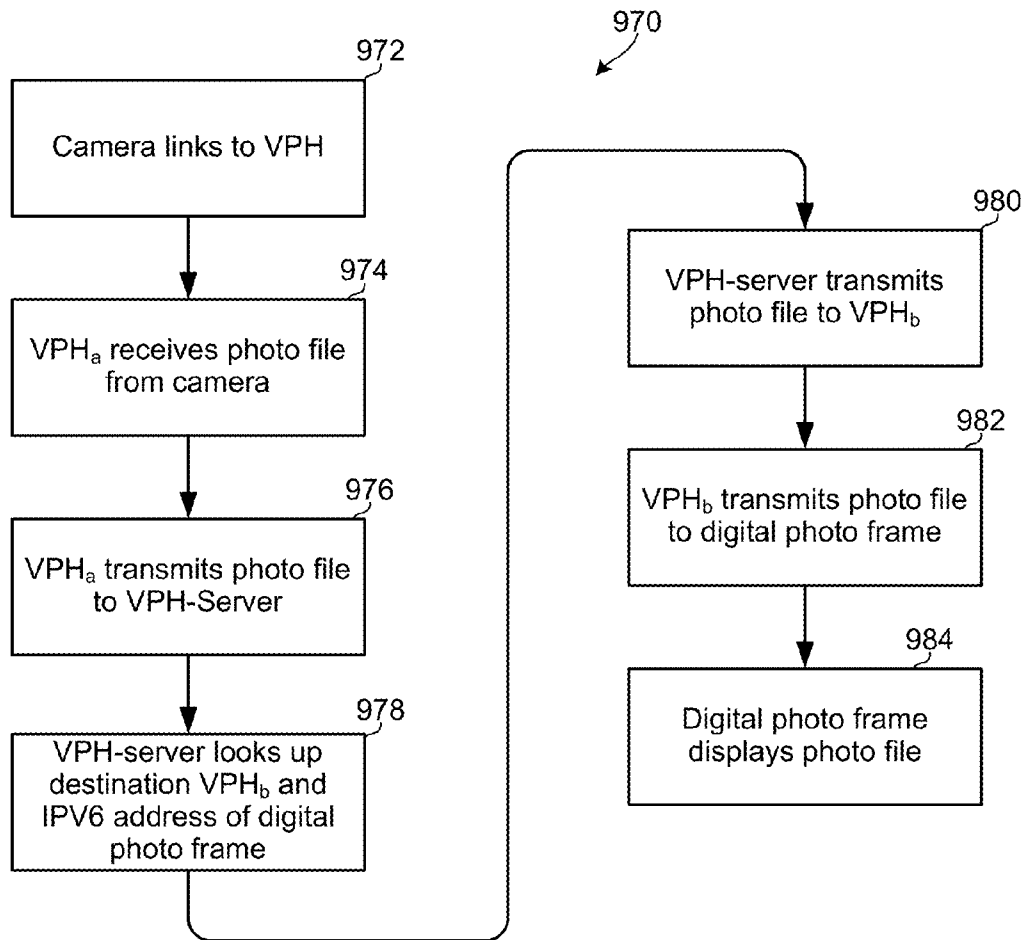 970
972
Camera links to VPH
974
VPHa receives photo file
from camera
976
VPHa transmits photo file
to VPH-Server
978
VPH-server looks up
destination VPHb and
IPV6 address of digital
photo frame
980
VPH-server transmits
photo file to VPHb
982
VPHb transmits photo file
to digital photo frame
984
Digital photo frame
displays photo file